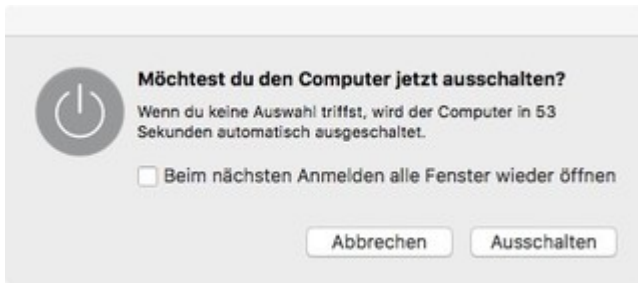 Möchtest du den Computer jetzt ausschalten?
Wenn du keine Auswahl triffst, wird der Computer in 53
Sekunden automatisch ausgeschaltet.
Beim nächsten Anmelden alle Fenster wieder öffnen
Abbrechen
Ausschalten